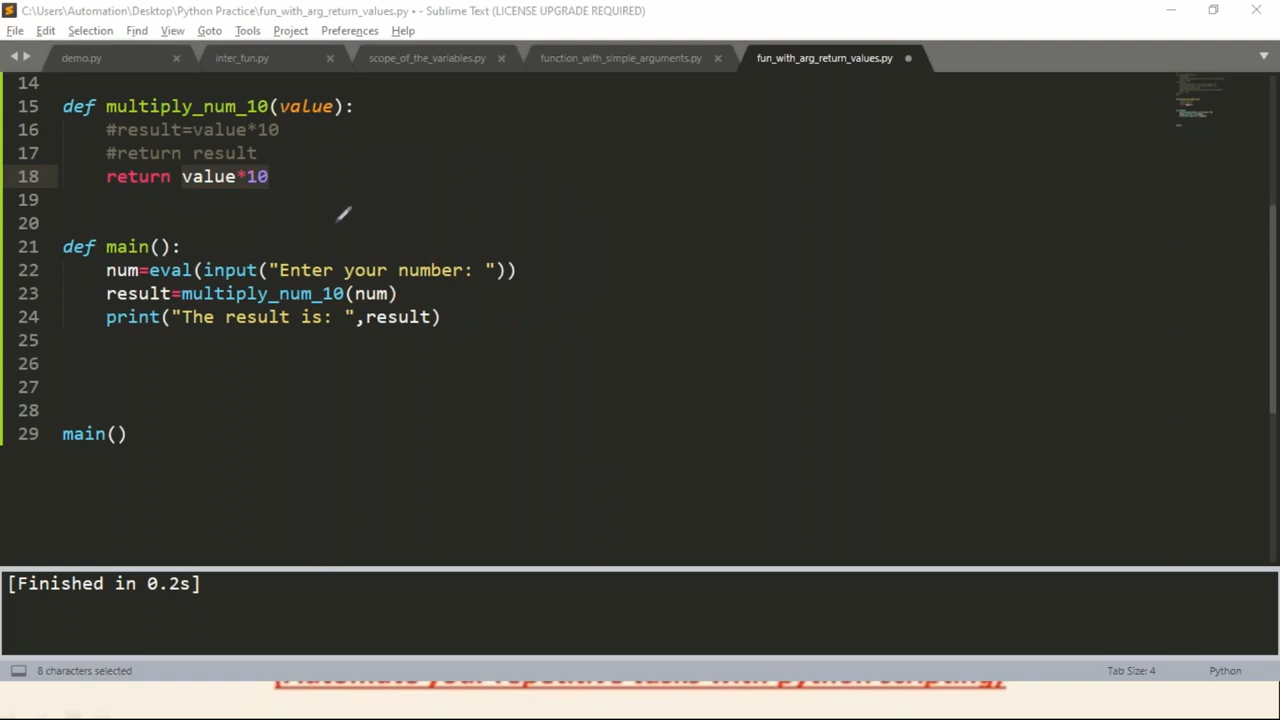 C:\Users\Automation\Desktop\Python Practice\fun_with_arg_return_values.py • - Sublime Text (LICENSE UPGRADE REQUIRED)
File Edit Selection Find View Goto Tools Project Preferences Help
demo.py inter_fun.py scope_of_the_variables.py function_with_simple_arguments.py fun_with_arg_return_values.py
14
15 def multiply_num_10(value):
16     #result=value*10
17     #return result
18     return value*10
19
20
21 def main():
22     num=eval(input("Enter your number: "))
23     result=multiply_num_10(num)
24     print("The result is: ",result)
25
26
27
28
29 main()
[Finished in 0.2s]
8 characters selected Tab Size: 4 Python
with python scripting)